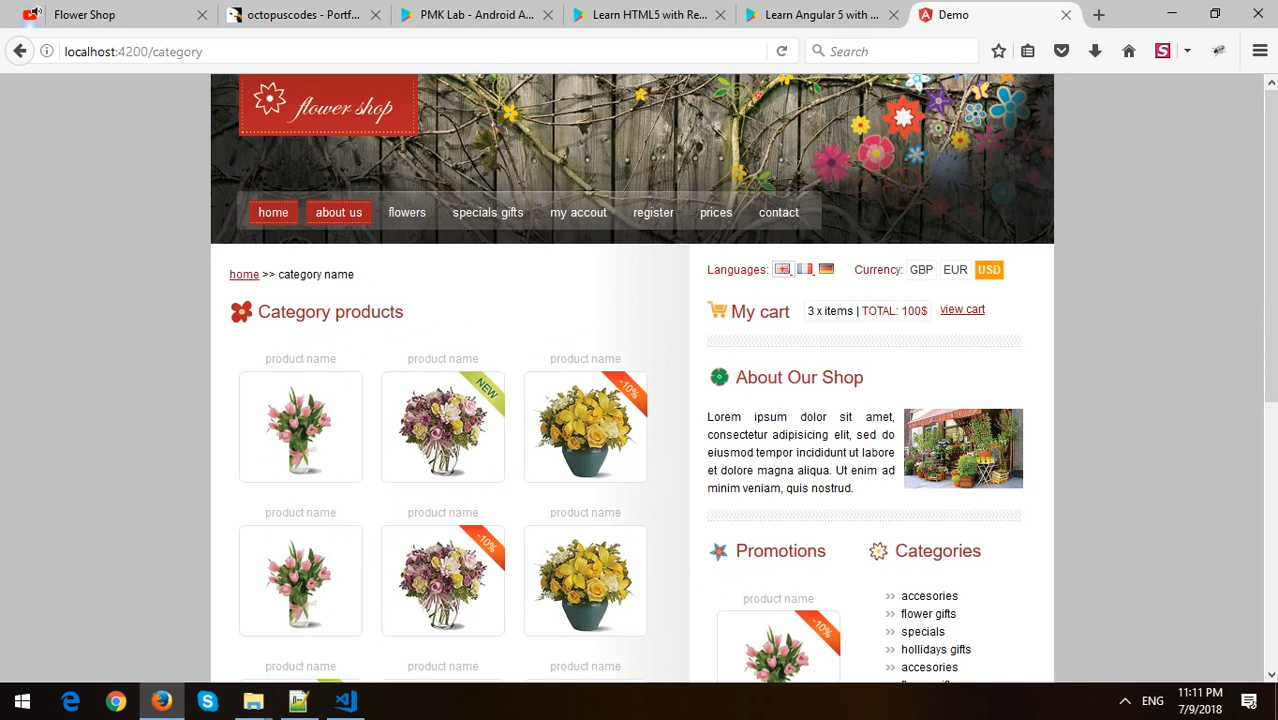 Flower Shop
octopuscodes - Portf...
PMK Lab - Android A...
Learn HTML5 with Re...
Learn Angular 5 with ...
Demo
localhost:4200/category
Search
flower shop
home about us flowers specials gifts my accout register prices contact
home >> category name
Languages: Currency: GBP EUR USD
Category products
My cart 3 x items | TOTAL: 100$ view cart
product name product name product name
NEW -10%
About Our Shop
Lorem ipsum dolor sit amet,
consectetur adipisicing elit, sed do
eiusmod tempor incididunt ut labore
et dolore magna aliqua. Ut enim ad
minim veniam, quis nostrud.
product name product name product name
-10%
Promotions
Categories
product name
-10%
accesories
flower gifts
specials
hollidays gifts
accesories
product name product name product name
ENG
11:11 PM
7/9/2018